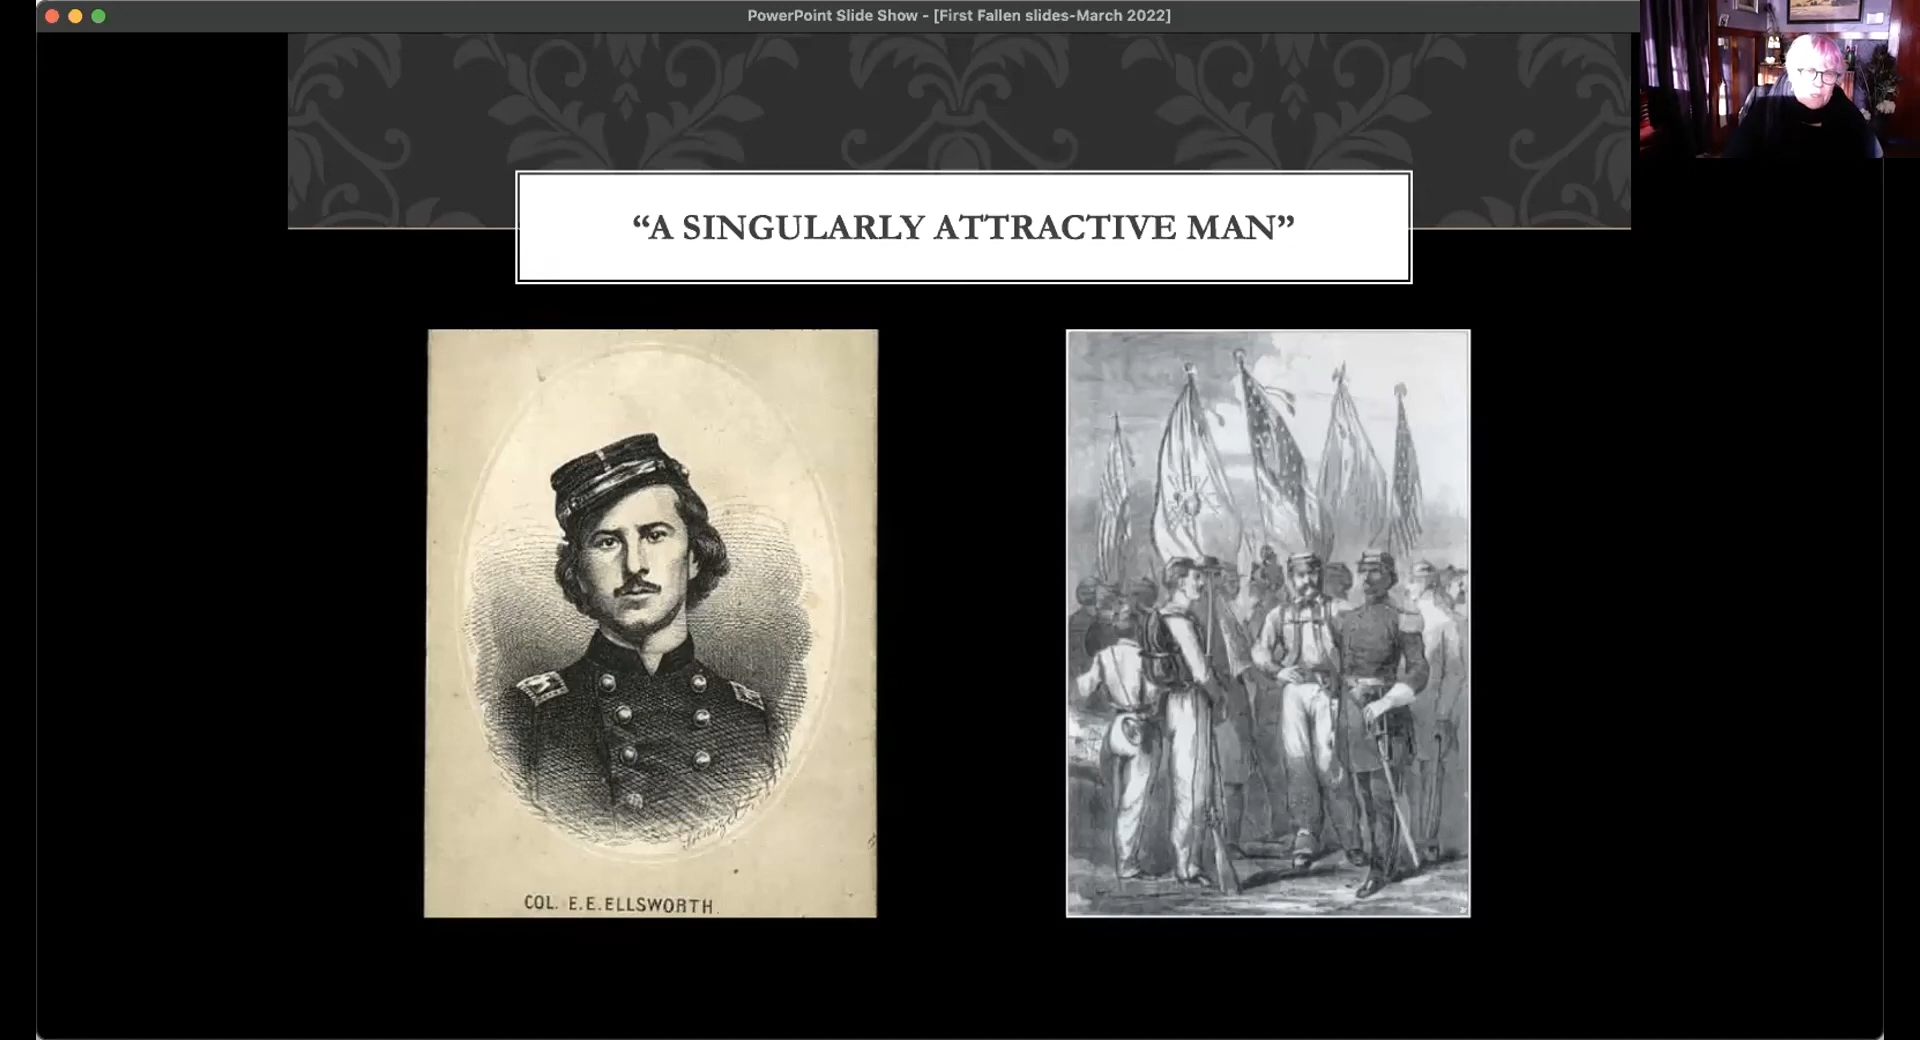 PowerPoint Slide Show - [First Fallen slides-March 2022]
“A SINGULARLY ATTRACTIVE MAN”
COL. E.E.ELLSWORTH